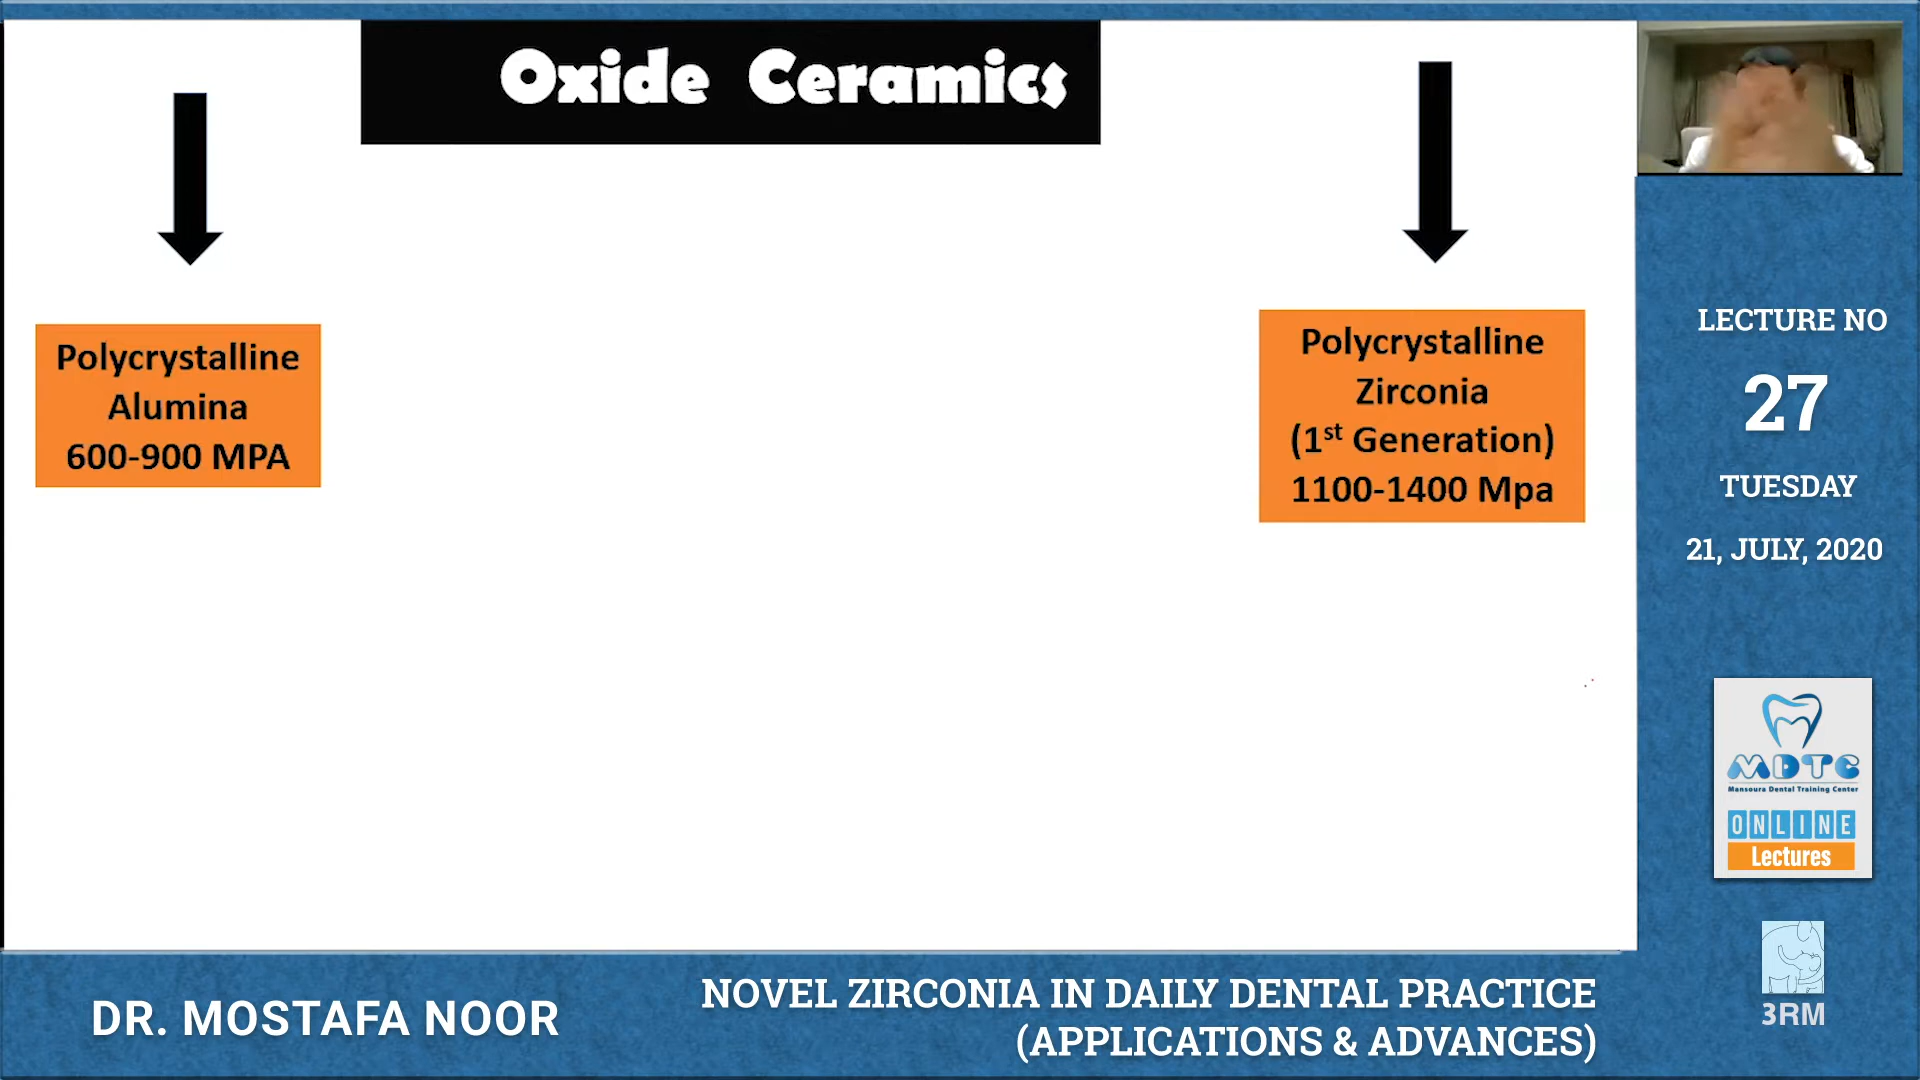 Oxide Ceramics
Polycrystalline
Alumina
600-900 MPA
Polycrystalline
Zirconia
(1st Generation)
1100-1400 Mpa
LECTURE NO
27
TUESDAY
21, JULY, 2020
MDTC
Mansoura Dental Training Center
ONLINE
Lectures
3RM
DR. MOSTAFA NOOR
NOVEL ZIRCONIA IN DAILY DENTAL PRACTICE
(APPLICATIONS & ADVANCES)